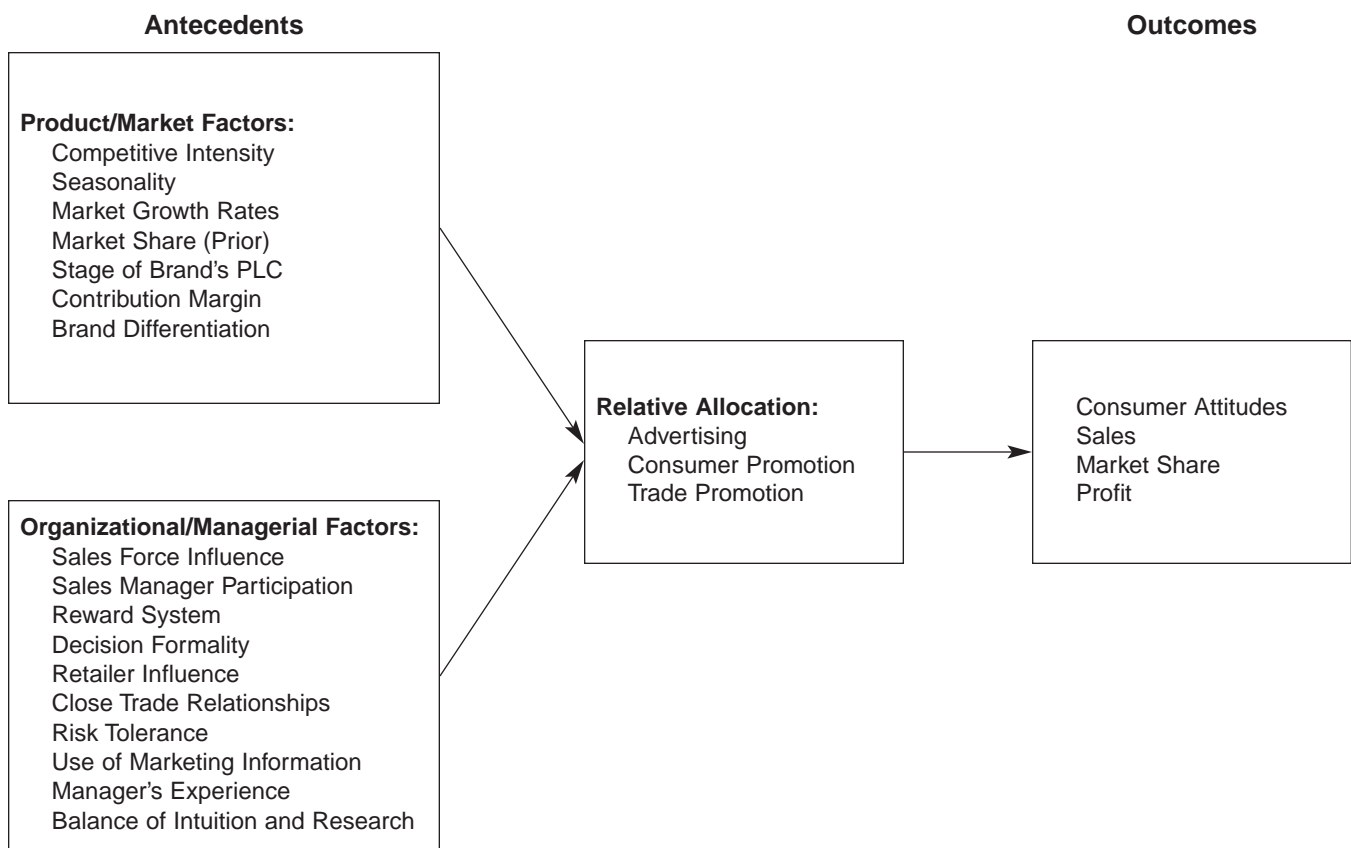 Antecedents
Outcomes
Product/Market Factors:
Competitive Intensity
Seasonality
Market Growth Rates
Market Share (Prior)
Stage of Brand’s PLC
Contribution Margin
Brand Differentiation
Organizational/Managerial Factors:
Sales Force Influence
Sales Manager Participation
Reward System
Decision Formality
Retailer Influence
Close Trade Relationships
Risk Tolerance
Use of Marketing Information
Manager’s Experience
Balance of Intuition and Research
Relative Allocation:
Advertising
Consumer Promotion
Trade Promotion
Consumer Attitudes
Sales
Market Share
Profit